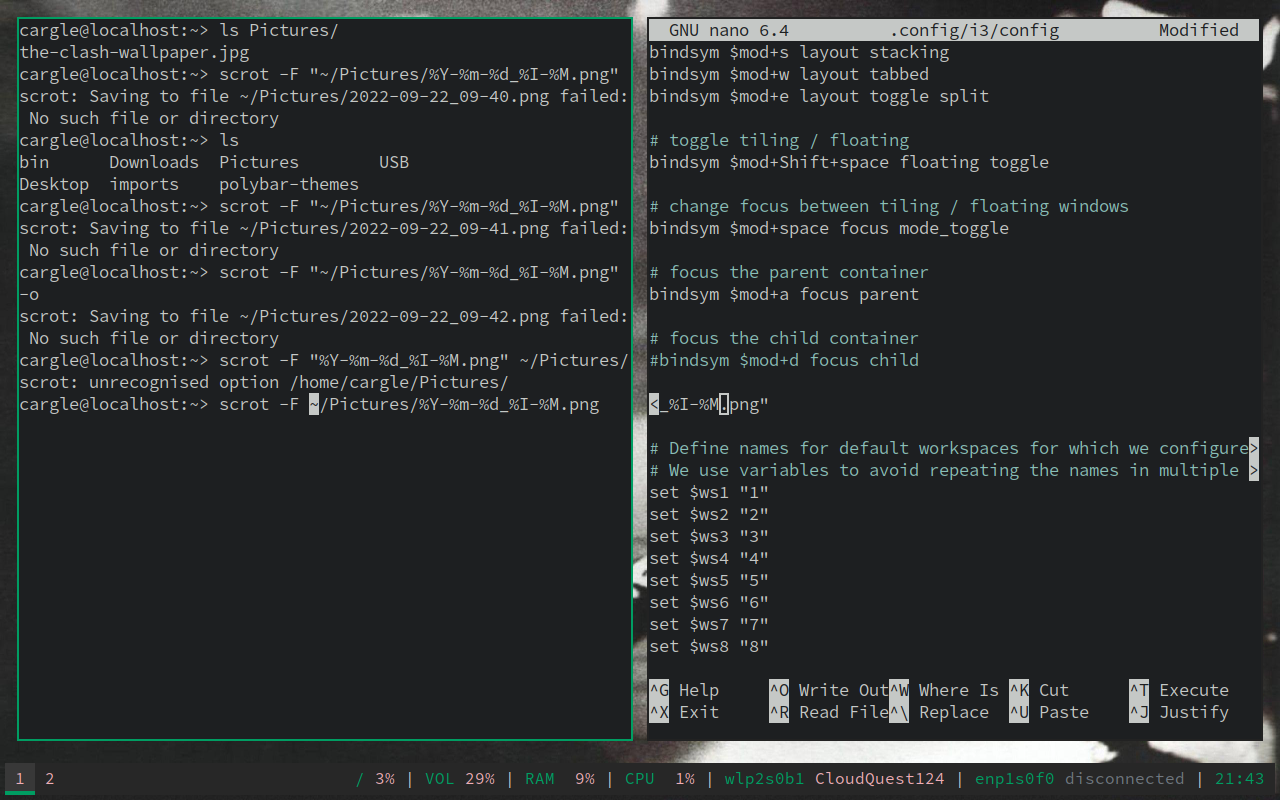 cargle@localhost:~> ls Pictures/
the-clash-wallpaper.jpg
cargle@localhost:~> scrot -F "~/Pictures/%Y-%m-%d_%I-%M.png"
scrot: Saving to file ~/Pictures/2022-09-22_09-40.png failed:
 No such file or directory
cargle@localhost:~> ls
bin      Downloads  Pictures        USB
Desktop  imports    polybar-themes
cargle@localhost:~> scrot -F "~/Pictures/%Y-%m-%d_%I-%M.png"
scrot: Saving to file ~/Pictures/2022-09-22_09-41.png failed:
 No such file or directory
cargle@localhost:~> scrot -F "~/Pictures/%Y-%m-%d_%I-%M.png"
-o
scrot: Saving to file ~/Pictures/2022-09-22_09-42.png failed:
 No such file or directory
cargle@localhost:~> scrot -F "%Y-%m-%d_%I-%M.png" ~/Pictures/
scrot: unrecognised option /home/cargle/Pictures/
cargle@localhost:~> scrot -F ~/Pictures/%Y-%m-%d_%I-%M.png
GNU nano 6.4          .config/i3/config          Modified
bindsym $mod+s layout stacking
bindsym $mod+w layout tabbed
bindsym $mod+e layout toggle split
# toggle tiling / floating
bindsym $mod+Shift+space floating toggle
# change focus between tiling / floating windows
bindsym $mod+space focus mode_toggle
# focus the parent container
bindsym $mod+a focus parent
# focus the child container
#bindsym $mod+d focus child
<_%I-%M.png"
# Define names for default workspaces for which we configure>
# We use variables to avoid repeating the names in multiple >
set $ws1 "1"
set $ws2 "2"
set $ws3 "3"
set $ws4 "4"
set $ws5 "5"
set $ws6 "6"
set $ws7 "7"
set $ws8 "8"
^G Help     ^O Write Out^W Where Is ^K Cut      ^T Execute
^X Exit     ^R Read File^\ Replace  ^U Paste    ^J Justify
1 2 / 3% | VOL 29% | RAM  9% | CPU  1% | wlp2s0b1 CloudQuest124 | enp1s0f0 disconnected | 21:43